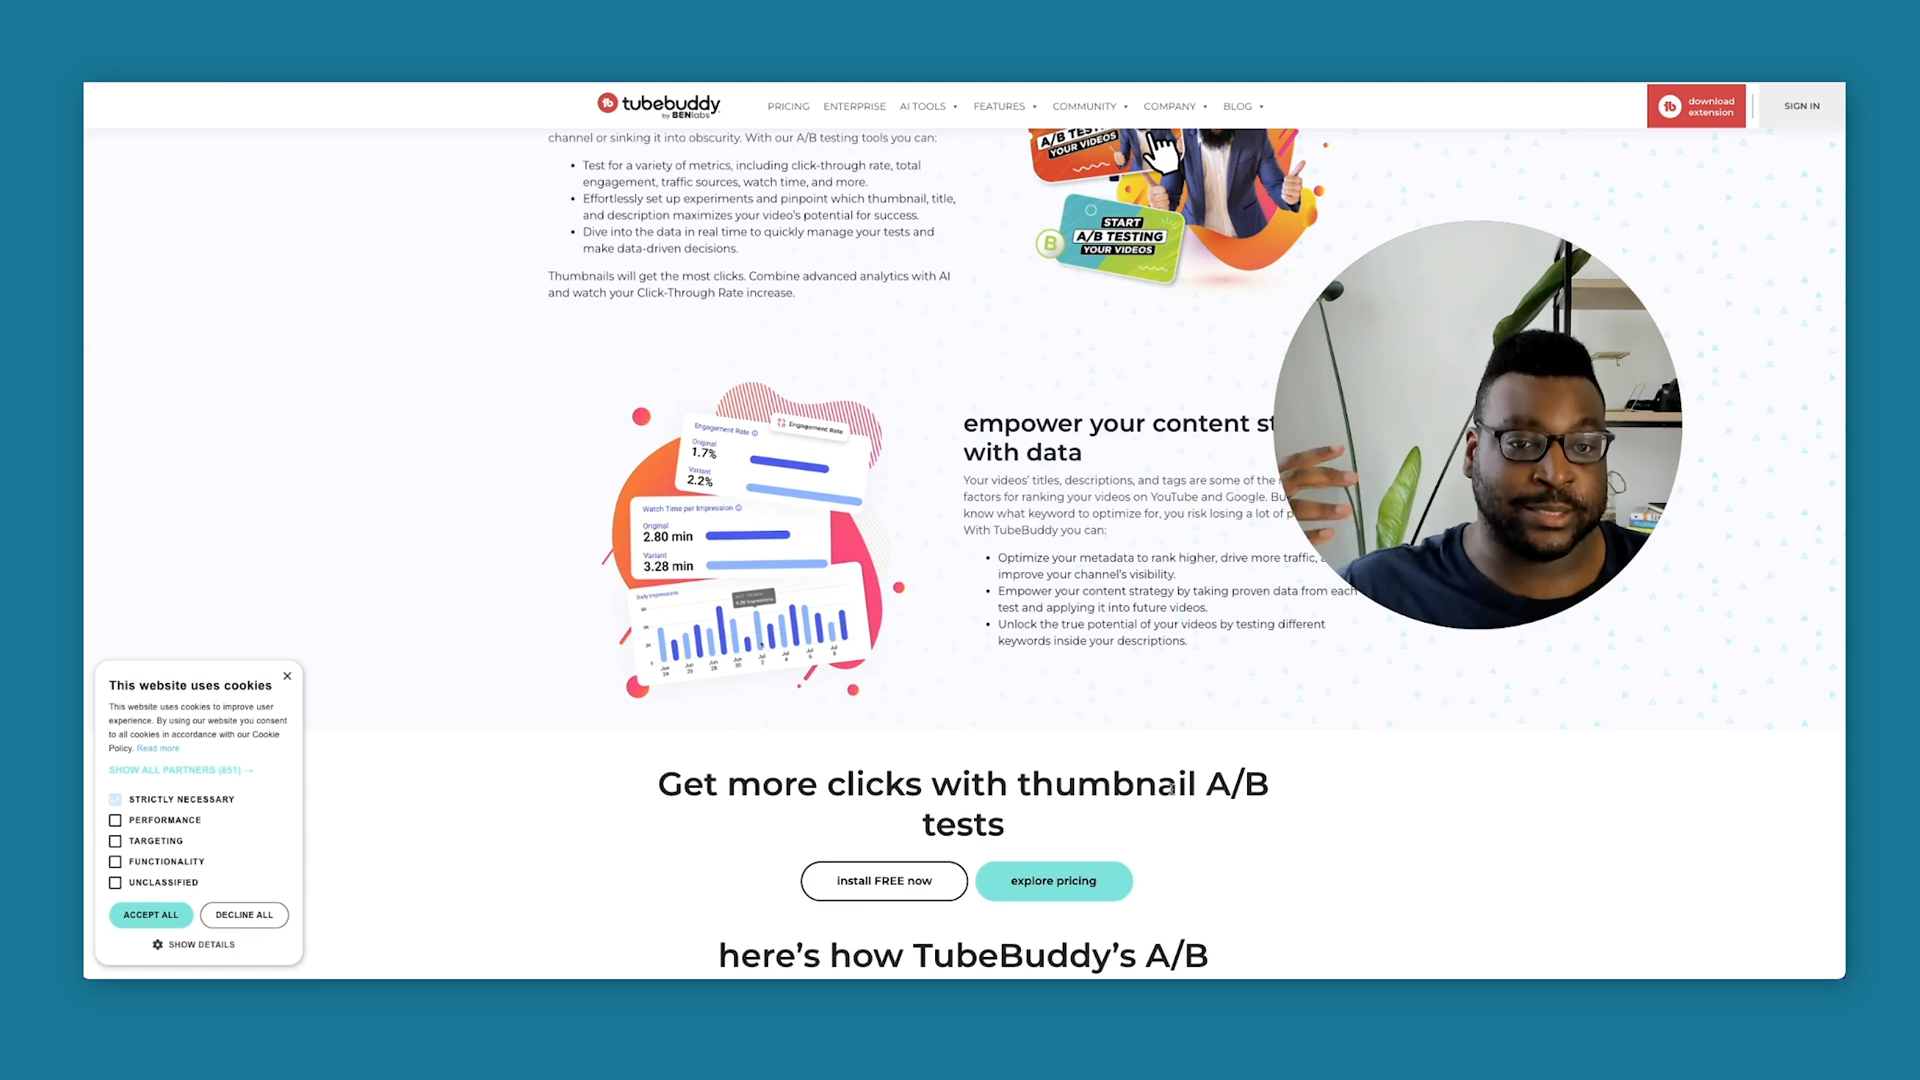 tubebuddy
by BENlabs
PRICING ENTERPRISE AI TOOLS FEATURES COMMUNITY COMPANY BLOG
download
extension
SIGN IN
channel or sinking it into obscurity. With our A/B testing tools you can:
• Test for a variety of metrics, including click-through rate, total
engagement, traffic sources, watch time, and more.
• Effortlessly set up experiments and pinpoint which thumbnail, title,
and description maximizes your video's potential for success.
• Dive into the data in real time to quickly manage your tests and
make data-driven decisions.
Thumbnails will get the most clicks. Combine advanced analytics with AI
and watch your Click-Through Rate increase.
YOUR VIDEOS
B
START
A/B TESTING
YOUR VIDEOS
Engagement Rate
Engagement Rate
Original
1.7%
Variant
2.2%
Watch Time per Impression
Original
2.80 min
Variant
3.28 min
Daily Impressions
empower your content
with data
Your videos' titles, descriptions, and tags are some of the
factors for ranking your videos on YouTube and Google.
know what keyword to optimize for, you risk losing a lot of
With TubeBuddy you can:
• Optimize your metadata to rank higher, drive more traffic,
improve your channel's visibility.
• Empower your content strategy by taking proven data from each
test and applying it into future videos.
• Unlock the true potential of your videos by testing different
keywords inside your descriptions.
Get more clicks with thumbnail A/B
tests
install FREE now
explore pricing
here's how TubeBuddy's A/B
This website uses cookies
This website uses cookies to improve user
experience. By using our website you consent
to all cookies in accordance with our Cookie
Policy. Read more
SHOW ALL PARTNERS (851) →
STRICTLY NECESSARY
PERFORMANCE
TARGETING
FUNCTIONALITY
UNCLASSIFIED
ACCEPT ALL
DECLINE ALL
SHOW DETAILS